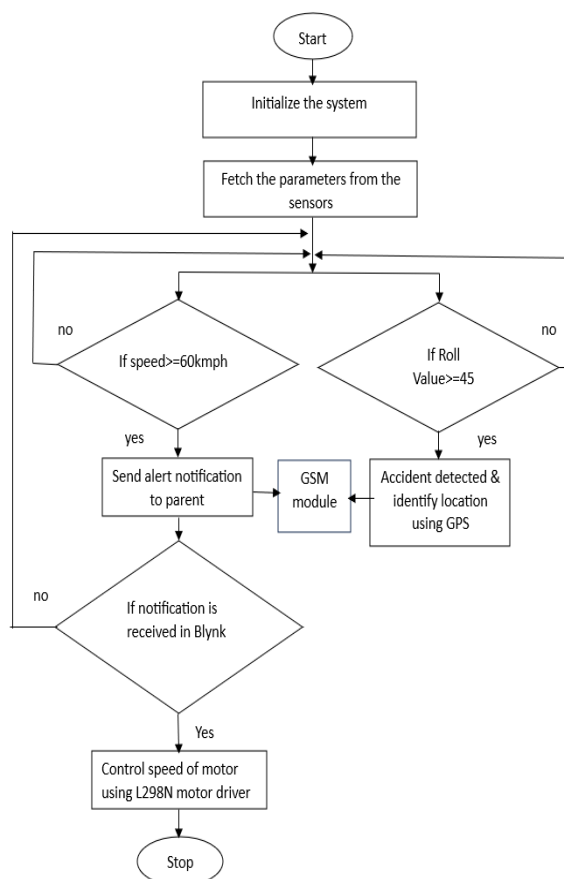 Start
Initialize the system
Fetch the parameters from the
sensors
no
If speed>=60kmph
If Roll
Value>=45
no
yes
yes
Send alert notification
to parent
GSM
module
Accident detected &
identify location
using GPS
no
If notification is
received in Blynk
Yes
Control speed of motor
using L298N motor driver
Stop